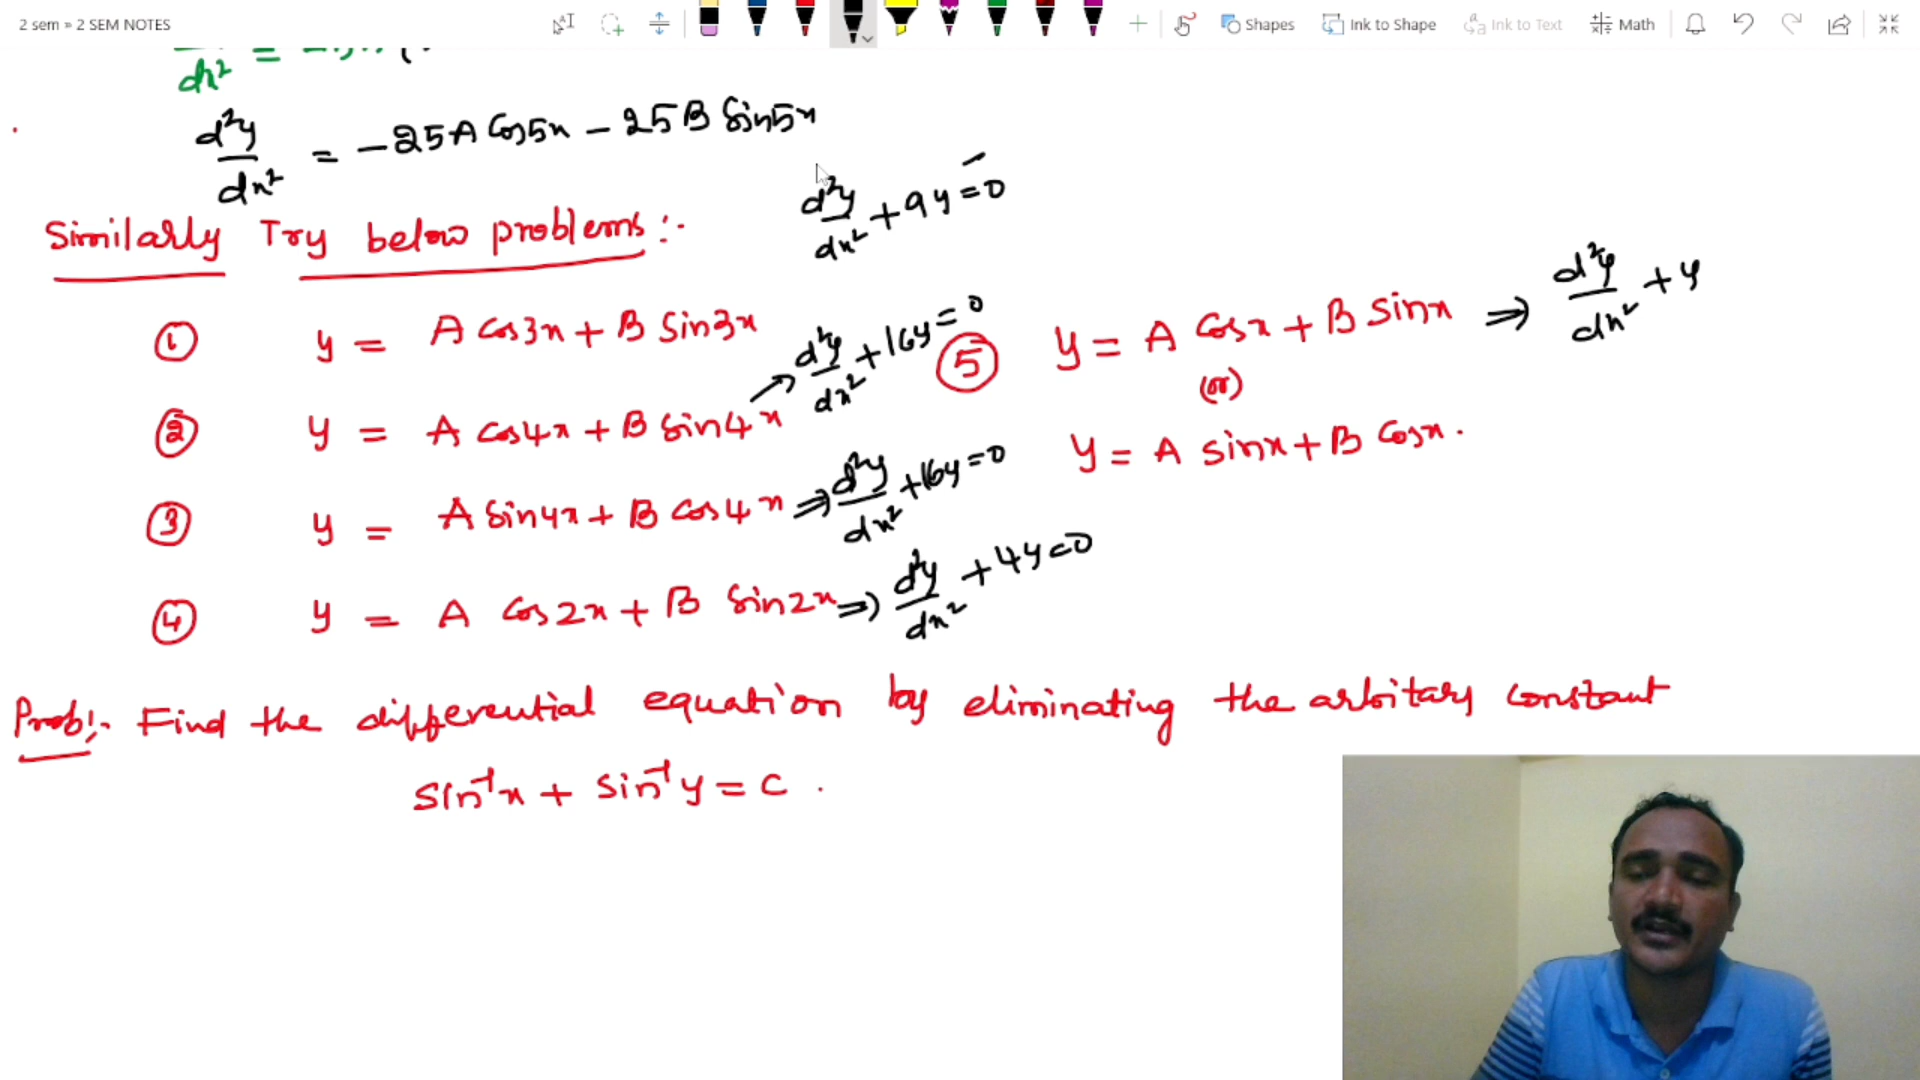 2 sem » 2 SEM NOTES
Shapes Ink to Shape Ink to Text Math
dx² =
d²y/dx² = -25A Cos5x - 25B Sin5x
d²y/dx² + 9y = 0
Similarly Try below problems :-
① y = A Cos3x + B Sin3x
② y = A Cos4x + B Sin4x → d²y/dx² + 16y = 0
③ y = A Sin4x + B Cos4x ⇒ d²y/dx² + 16y = 0
④ y = A Cos2x + B Sin2x ⇒ d²y/dx² + 4y = 0
⑤ y = A Cosx + B Sinx ⇒ d²y/dx² + y
(or)
y = A sinx + B Cosx.
Prob:- Find the differential equation by eliminating the arbitary constant
Sin⁻¹x + Sin⁻¹y = C .